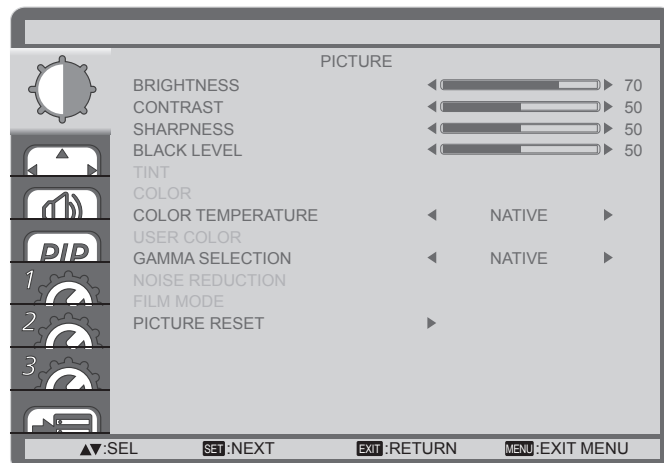 PICTURE
BRIGHTNESS 70
CONTRAST 50
SHARPNESS 50
BLACK LEVEL 50
TINT
COLOR
COLOR TEMPERATURE NATIVE
USER COLOR
GAMMA SELECTION NATIVE
NOISE REDUCTION
FILM MODE
PICTURE RESET
PIP
1
2
3
▲▼:SEL SET:NEXT EXIT:RETURN MENU:EXIT MENU